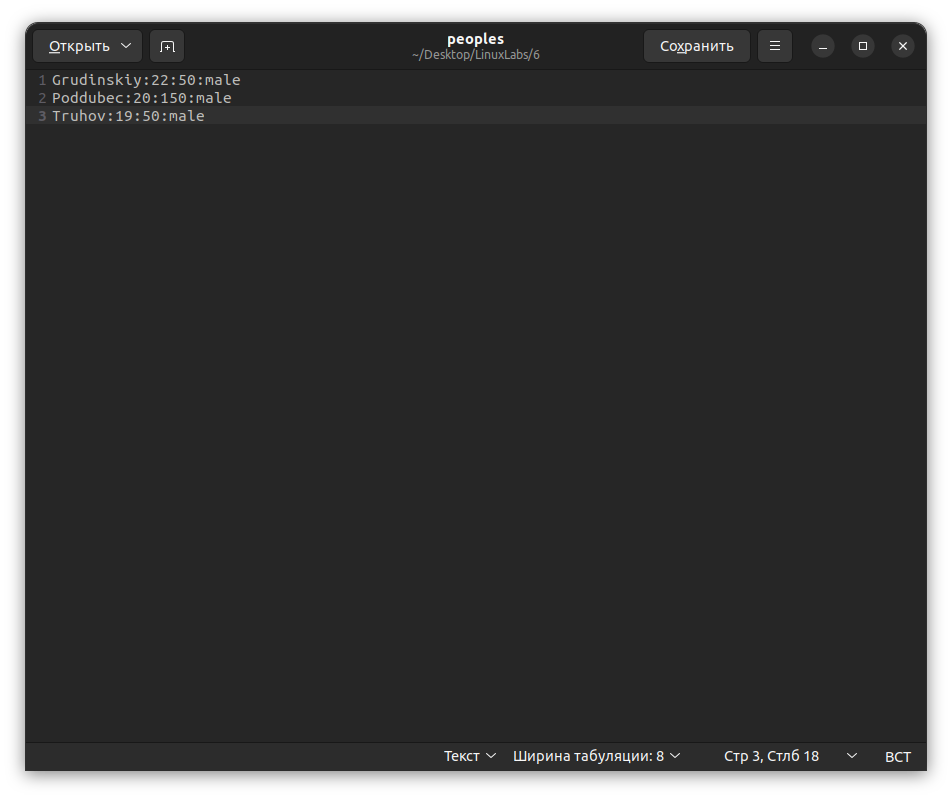 Открыть
peoples
~/Desktop/LinuxLabs/6
Сохранить
1 Grudinskiy:22:50:male
2 Poddubec:20:150:male
3 Truhov:19:50:male
Текст
Ширина табуляции: 8
Стр 3, Стлб 18
ВСТ